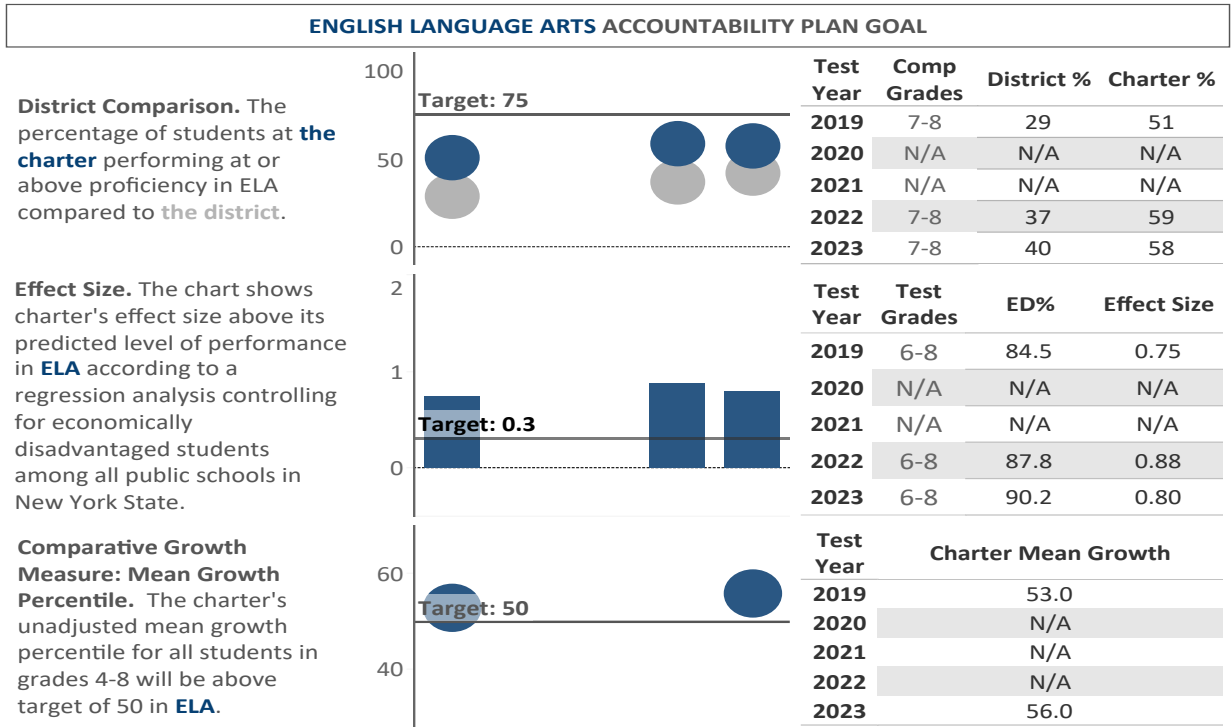 ENGLISH LANGUAGE ARTS ACCOUNTABILITY PLAN GOAL
District Comparison. The
percentage of students at the
charter performing at or
above proficiency in ELA
compared to the district.
100
50
0
Target: 75
Test Year Comp Grades District % Charter %
2019 7-8 29 51
2020 N/A N/A N/A
2021 N/A N/A N/A
2022 7-8 37 59
2023 7-8 40 58
Effect Size. The chart shows
charter's effect size above its
predicted level of performance
in ELA according to a
regression analysis controlling
for economically
disadvantaged students
among all public schools in
New York State.
2
1
0
Target: 0.3
Test Year Test Grades ED% Effect Size
2019 6-8 84.5 0.75
2020 N/A N/A N/A
2021 N/A N/A N/A
2022 6-8 87.8 0.88
2023 6-8 90.2 0.80
Comparative Growth
Measure: Mean Growth
Percentile. The charter's
unadjusted mean growth
percentile for all students in
grades 4-8 will be above
target of 50 in ELA.
60
40
Target: 50
Test Year Charter Mean Growth
2019 53.0
2020 N/A
2021 N/A
2022 N/A
2023 56.0